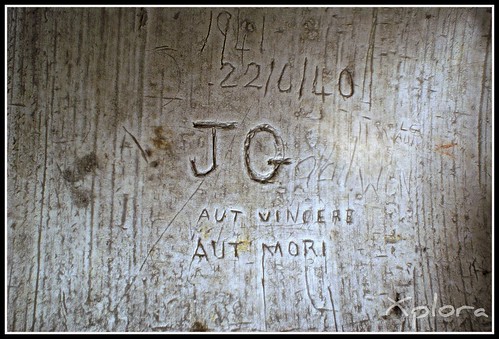 1941
22/6/40
JG
AUT VINCERE
AUT MORI
Xplora